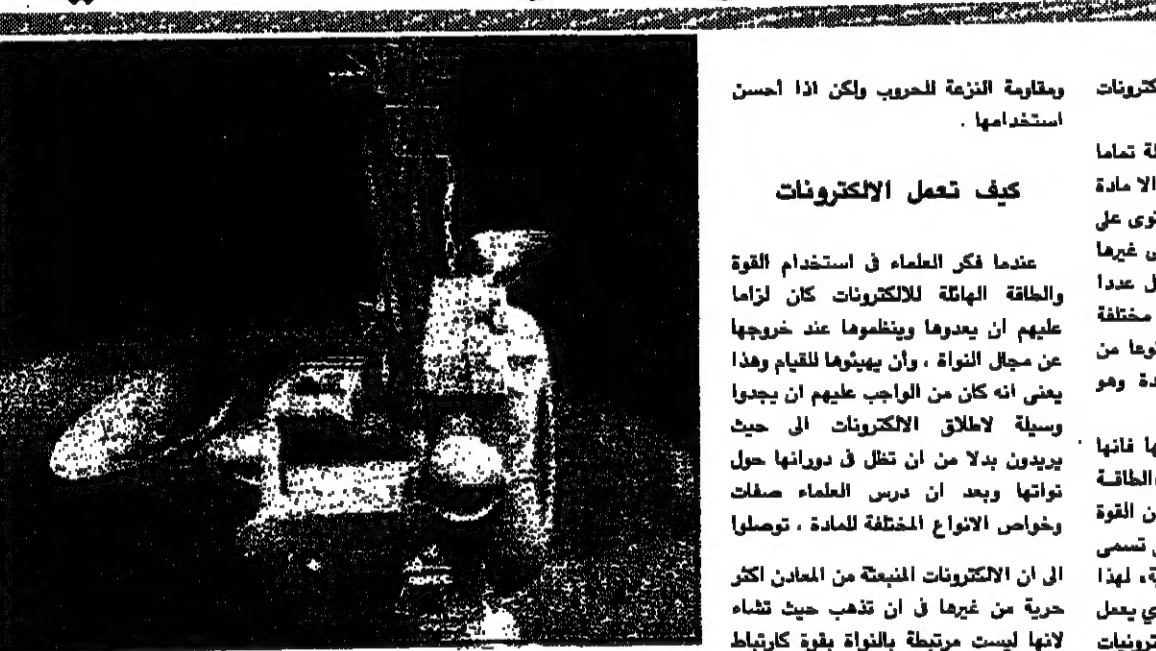 كترونات
لة تماما
الا مادة
توى على
ى غيرها
ل عددا
مختلفة
وعا من
دة وهو
ها فانها
الطاقة
ن القوة
تسمى
ة، لهذا
ي يعمل
ترونيات
ومقاومة النزعة للحروب ولكن اذا أحسن
استخدامها .
كيف تعمل الالكترونات
عندما فكر العلماء فى استخدام القوة
والطاقة الهائلة للالكترونات كان لزاما
عليهم ان يعدوها وينظموها عند خروجها
عن مجال النواة ، وأن يهيئوها للقيام وهذا
يعنى انه كان من الواجب عليهم ان يجدوا
وسيلة لاطلاق الالكترونات الى حيث
يريدون بدلا من ان تظل فى دورانها حول
نواتها وبعد ان درس العلماء صفات
وخواص الانواع المختلفة للمادة ، توصلوا
الى ان الالكترونات المنبعثة من المعادن اكثر
حرية من غيرها فى ان تذهب حيث تشاء
لانها ليست مرتبطة بالنواة بقوة كارتباط